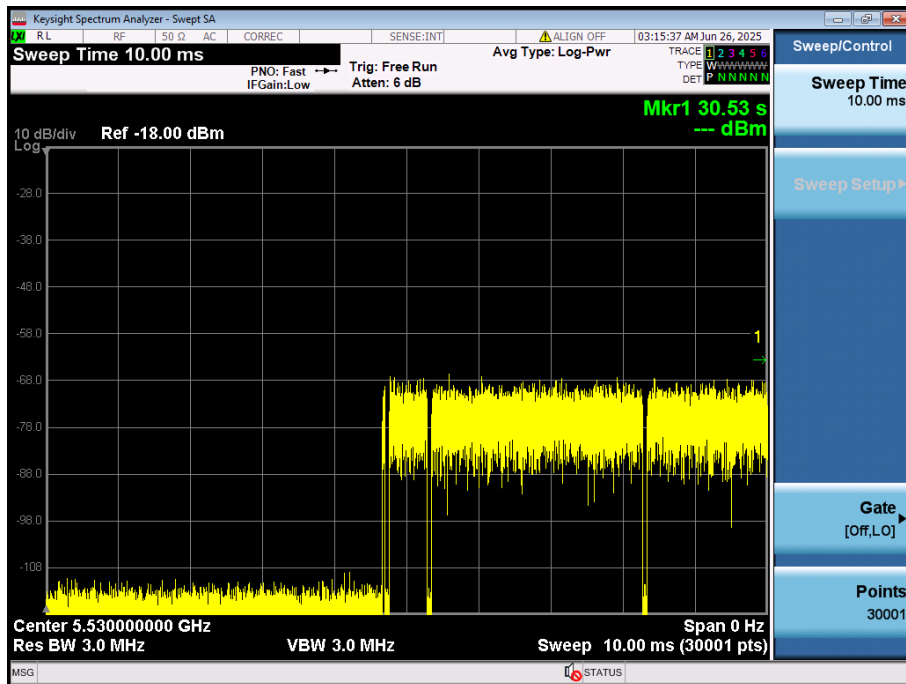 Keysight Spectrum Analyzer - Swept SA
LXI RL RF 50 Ω AC CORREC SENSE:INT ALIGN OFF 03:15:37 AM Jun 26, 2025
Sweep Time 10.00 ms
PNO: Fast
IFGain:Low
Trig: Free Run
Atten: 6 dB
Avg Type: Log-Pwr
TRACE 1 2 3 4 5 6
TYPE WWWWWW
DET P N N N N N
Mkr1 30.53 s
--- dBm
10 dB/div Ref -18.00 dBm
Log
-28.0
-38.0
-48.0
-58.0
1
-68.0
-78.0
-88.0
-98.0
-108
Center 5.530000000 GHz Span 0 Hz
Res BW 3.0 MHz VBW 3.0 MHz Sweep 10.00 ms (30001 pts)
MSG STATUS
Sweep/Control
Sweep Time
10.00 ms
Sweep Setup
Gate
[Off,LO]
Points
30001